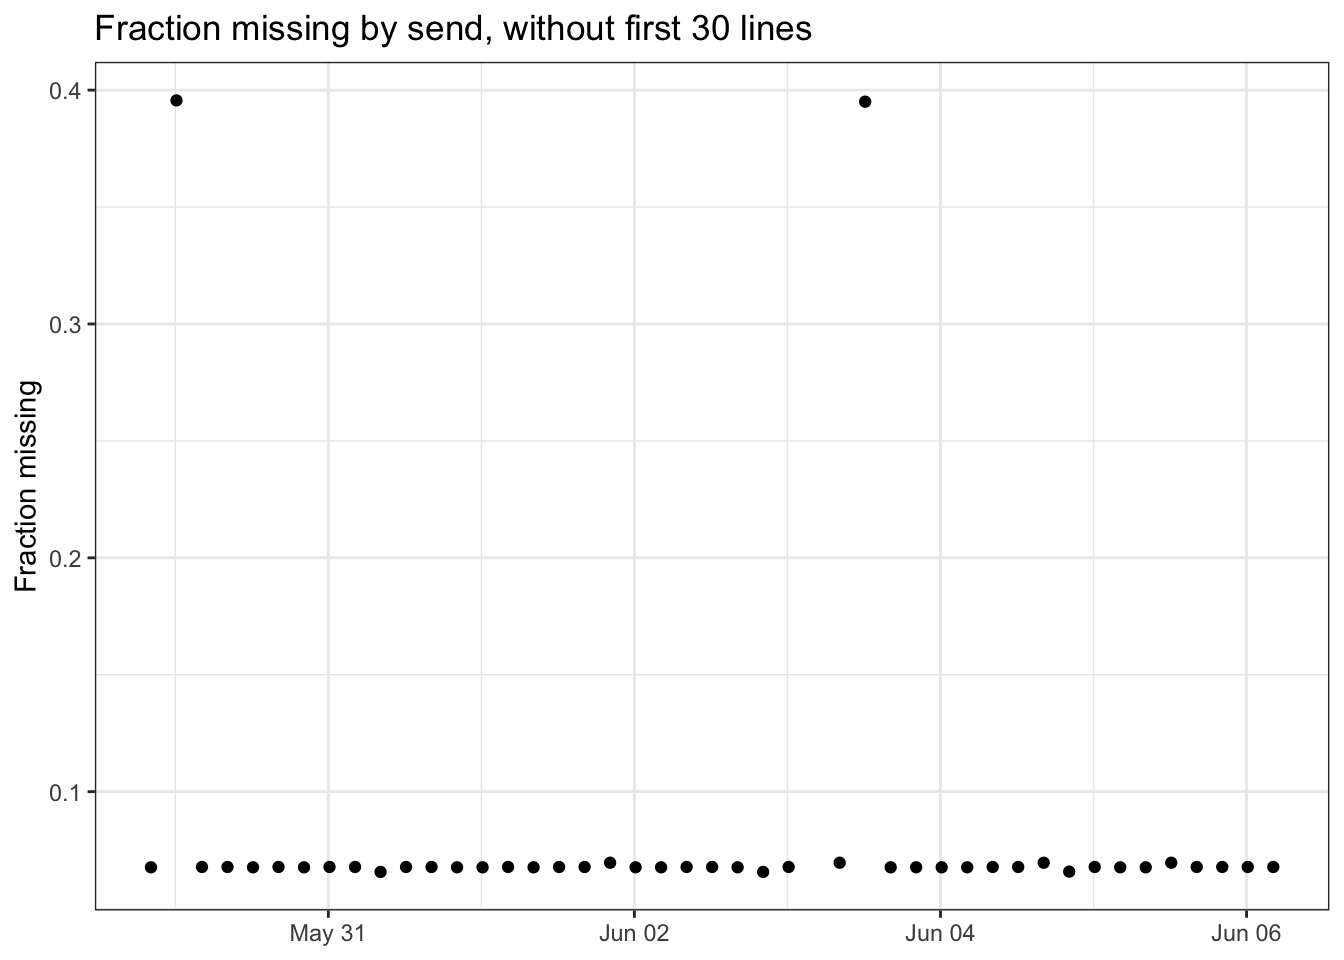 Fraction missing by send, without first 30 lines
Fraction missing
0.4
0.3
0.2
0.1
May 31
Jun 02
Jun 04
Jun 06